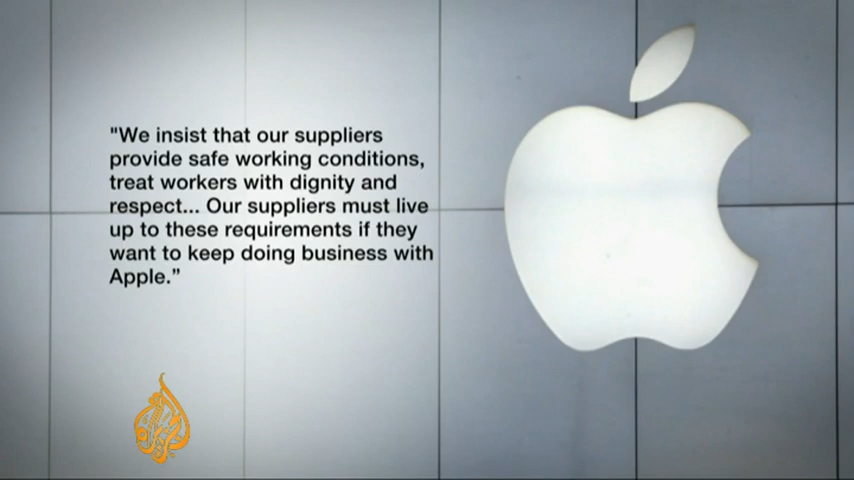 "We insist that our suppliers
provide safe working conditions,
treat workers with dignity and
respect... Our suppliers must live
up to these requirements if they
want to keep doing business with
Apple.”